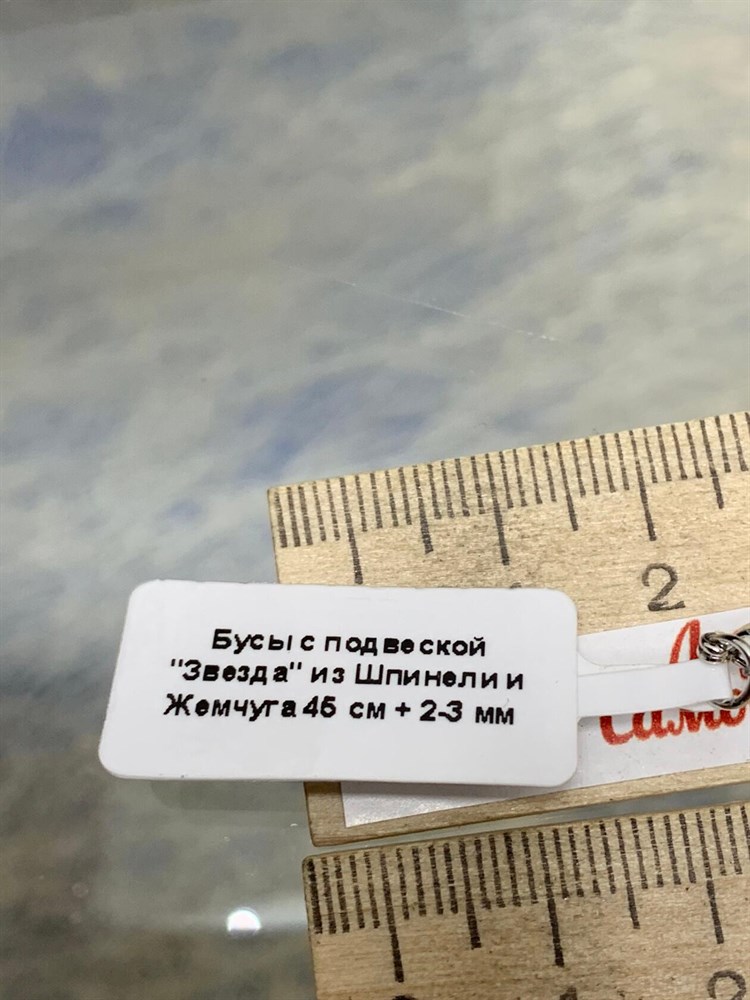 Бусы с подвеской
"Звезда" из Шпинели и
Жемчуга 45 см + 2-3 мм
2